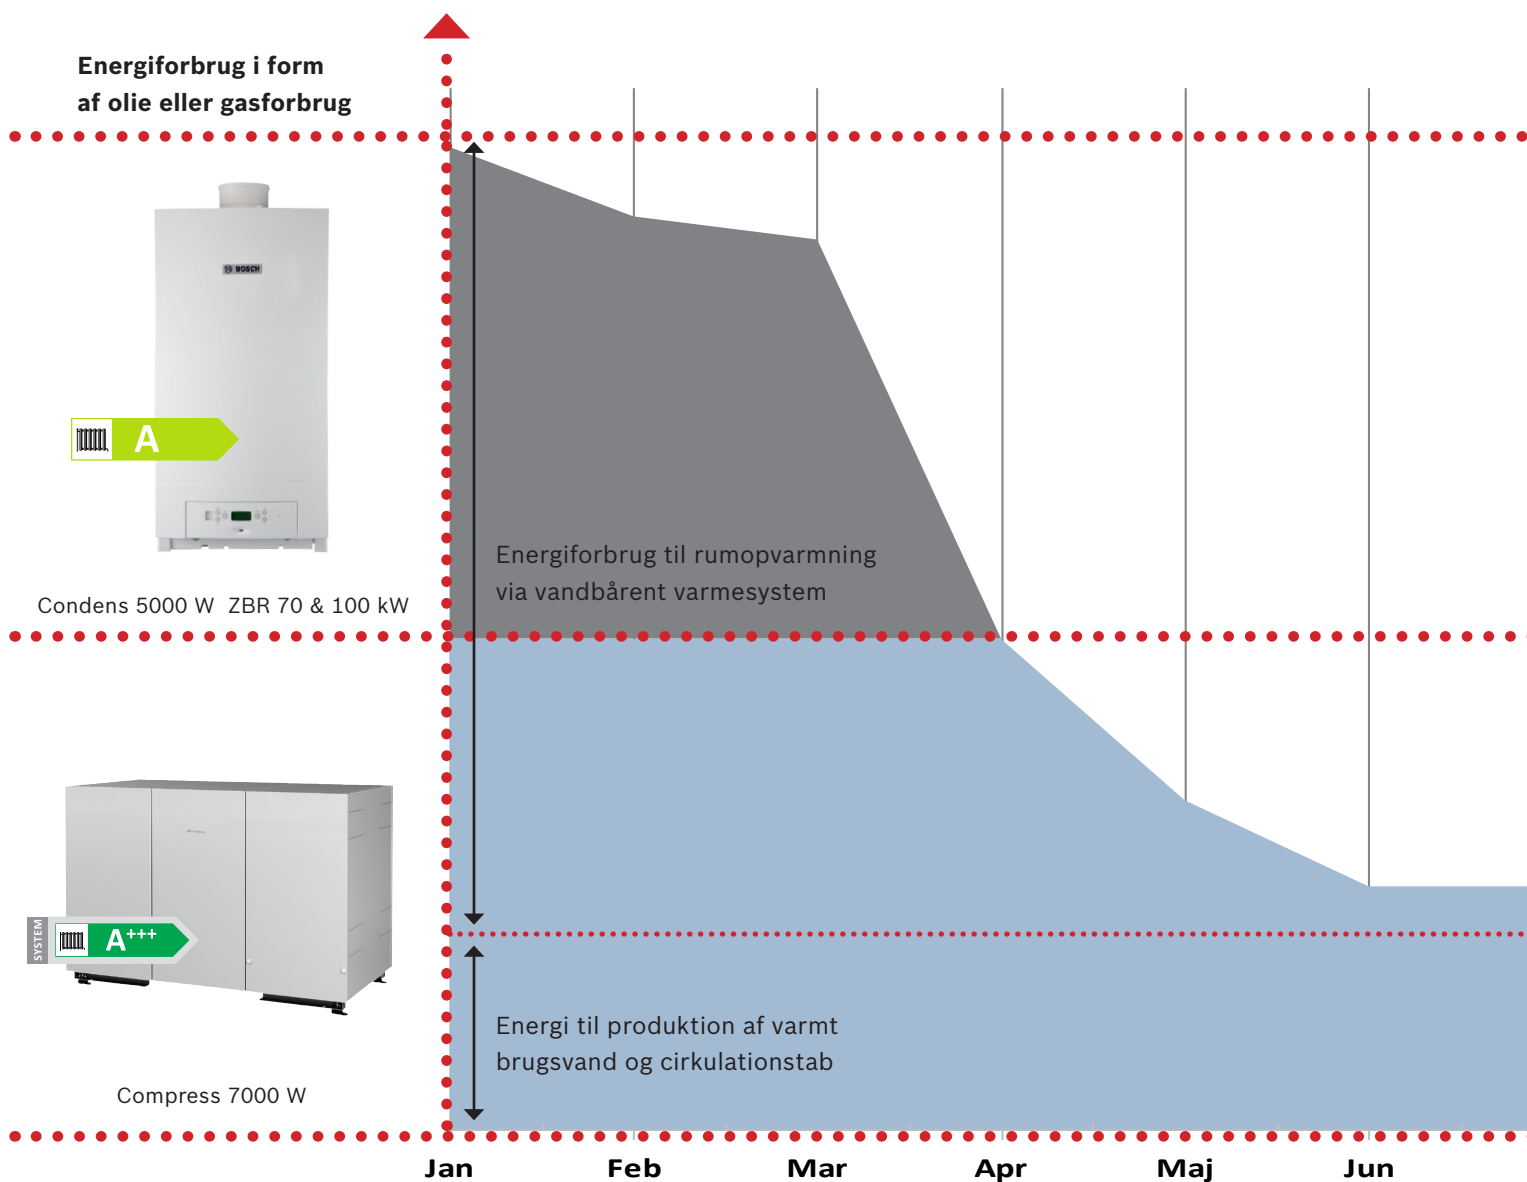 Energiforbrug i form
af olie eller gasforbrug
BOSCH
A
Energiforbrug til rumopvarmning
via vandbårent varmesystem
Condens 5000 W ZBR 70 & 100 kW
SYSTEM
A+++
Energi til produktion af varmt
brugsvand og cirkulationstab
Compress 7000 W
Jan Feb Mar Apr Maj Jun